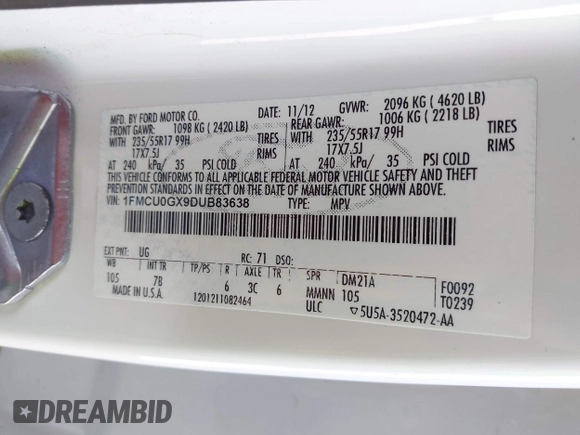 MFD. BY FORD MOTOR CO.
DATE: 11/12 GVWR: 2096 KG ( 4620 LB)
FRONT GAWR: 1098 KG ( 2420 LB) REAR GAWR: 1006 KG ( 2218 LB)
WITH 235/55R17 99H TIRES WITH 235/55R17 99H TIRES
17X7.5J RIMS 17X7.5J RIMS
AT 240 kPa/ 35 PSI COLD AT 240 kPa/ 35 PSI COLD
THIS VEHICLE CONFORMS TO ALL APPLICABLE FEDERAL MOTOR VEHICLE SAFETY AND THEFT
PREVENTION STANDARDS IN EFFECT ON THE DATE OF MANUFACTURE SHOWN ABOVE.
VIN: 1FMCU0GX9DUB83638 TYPE: MPV
EXT PNT: UG RC: 71 DSO:
WB INT TR TP/PS R AXLE TR SPR DM21A F0092
105 7B 6 3C 6 MMNN 105 T0239
MADE IN U.S.A. 1201211082464 ULC ▽5U5A-3520472-AA
DREAMBID